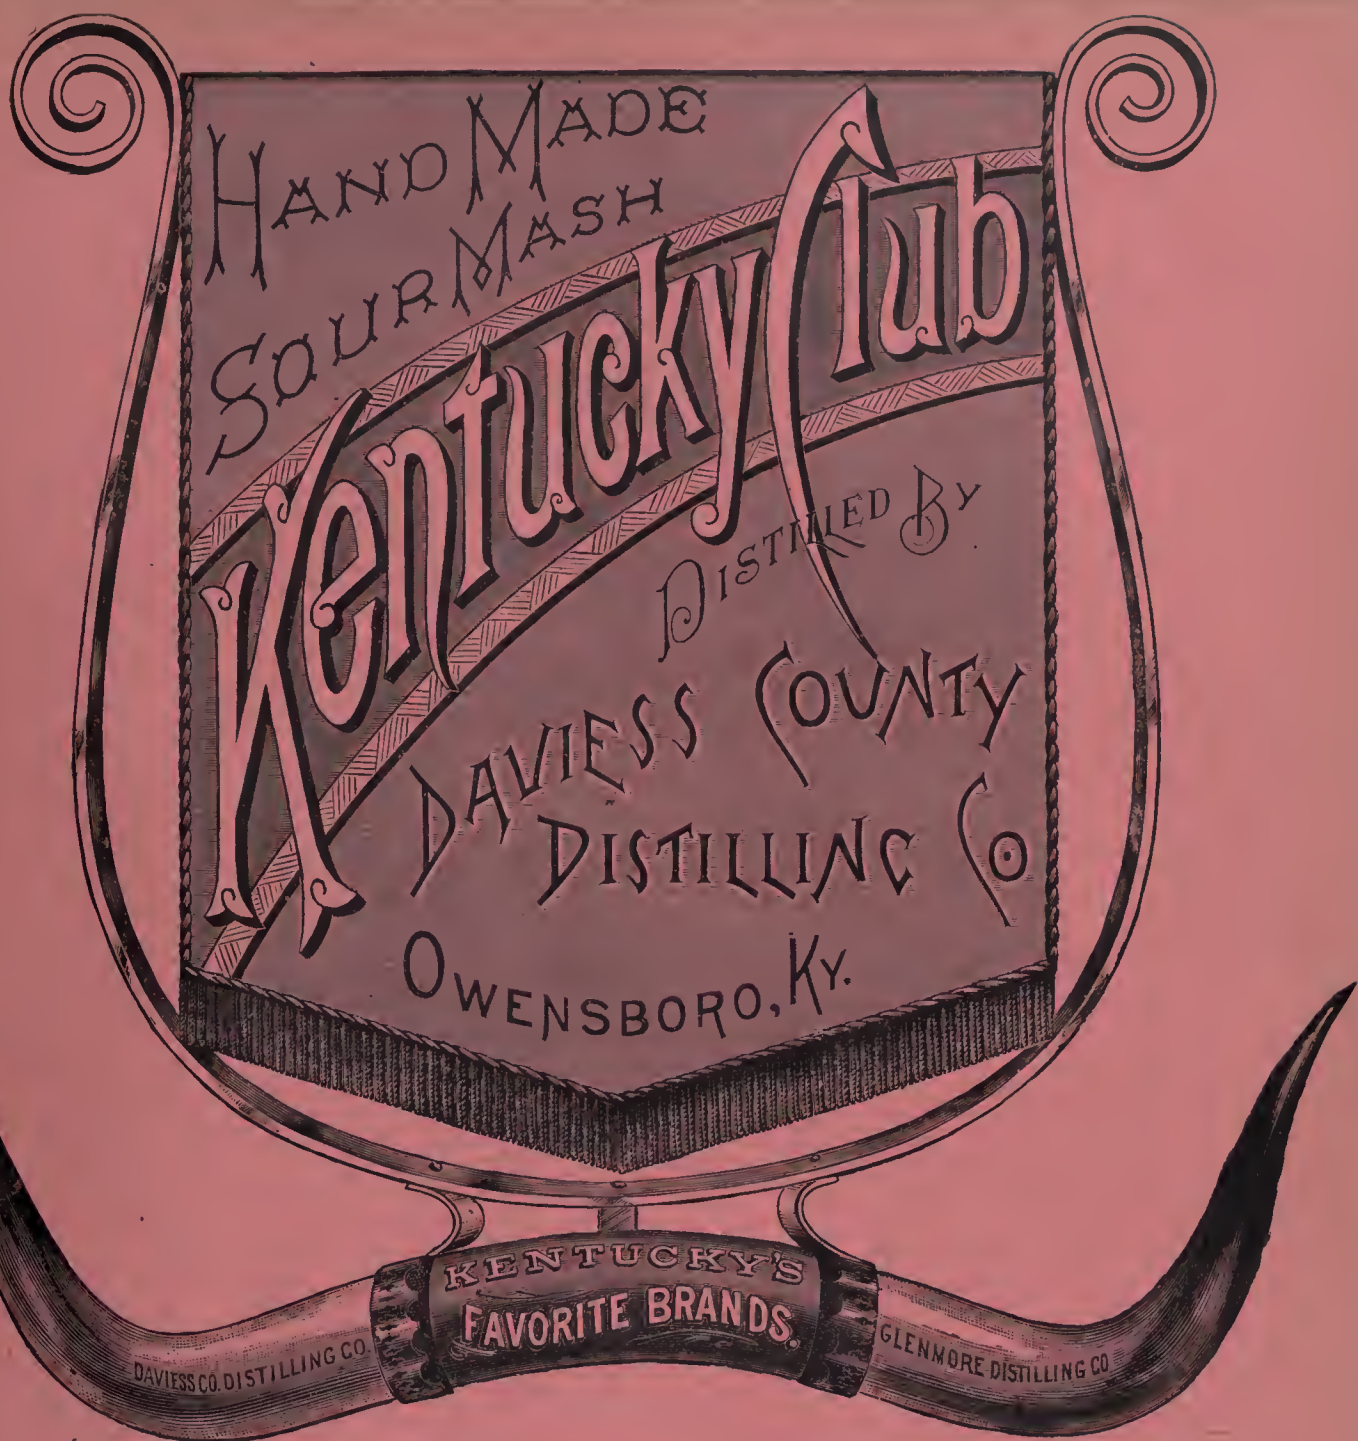 HAND MADE
SOUR MASH
Kentucky Club
DISTILLED BY
DAVIESS COUNTY
DISTILLING CO
OWENSBORO, KY.
KENTUCKY'S
FAVORITE BRANDS.
DAVIESS CO. DISTILLING CO.
GLENMORE DISTILLING CO